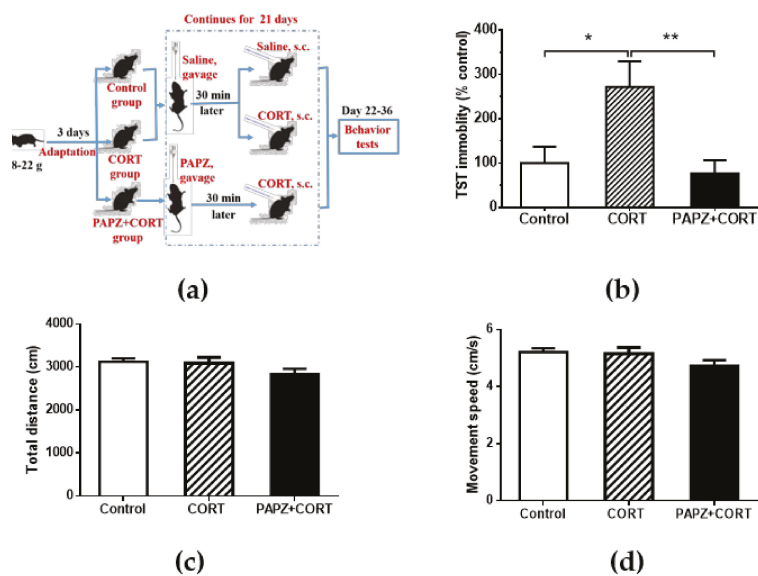 Continues for 21 days
Saline, s.c.
Saline,
gavage
Control
group
30 min
later
3 days
Adaptation
8-22 g
CORT
group
CORT, s.c.
Day 22-36
Behavior
tests
PAPZ,
gavage
CORT, s.c.
30 min
later
PAPZ+CORT
group
(a)
TST immoblity (% control)
400
300
200
100
0
*
**
Control
CORT
PAPZ+CORT
(b)
Total distance (cm)
4000
3000
2000
1000
0
Control
CORT
PAPZ+CORT
(c)
Movement speed (cm/s)
6
4
2
0
Control
CORT
PAPZ+CORT
(d)